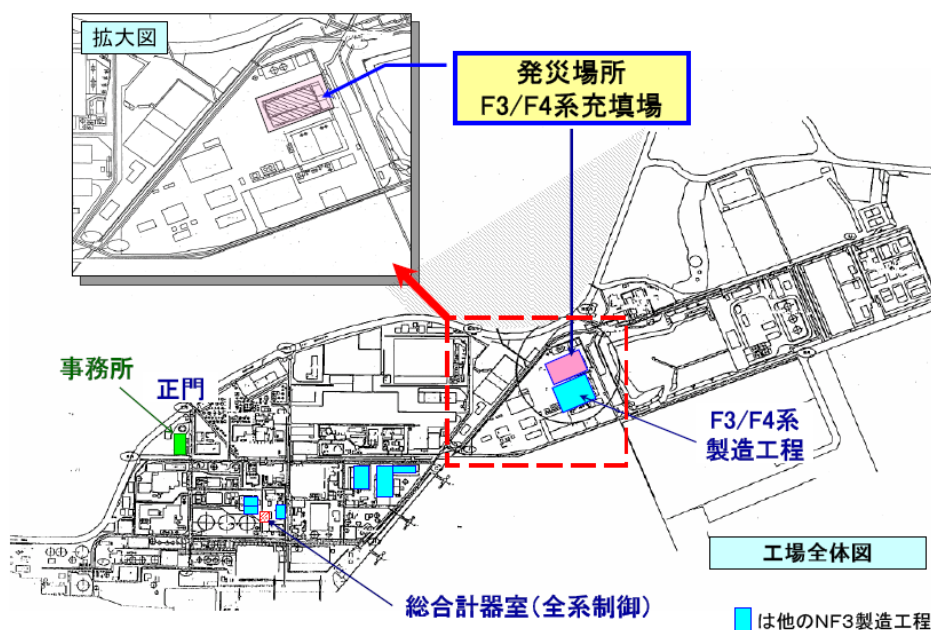 拡大図
発災場所
F3/F4系充填場
事務所
正門
F3/F4系
製造工程
工場全体図
総合計器室(全系制御)
は他のNF3製造工程